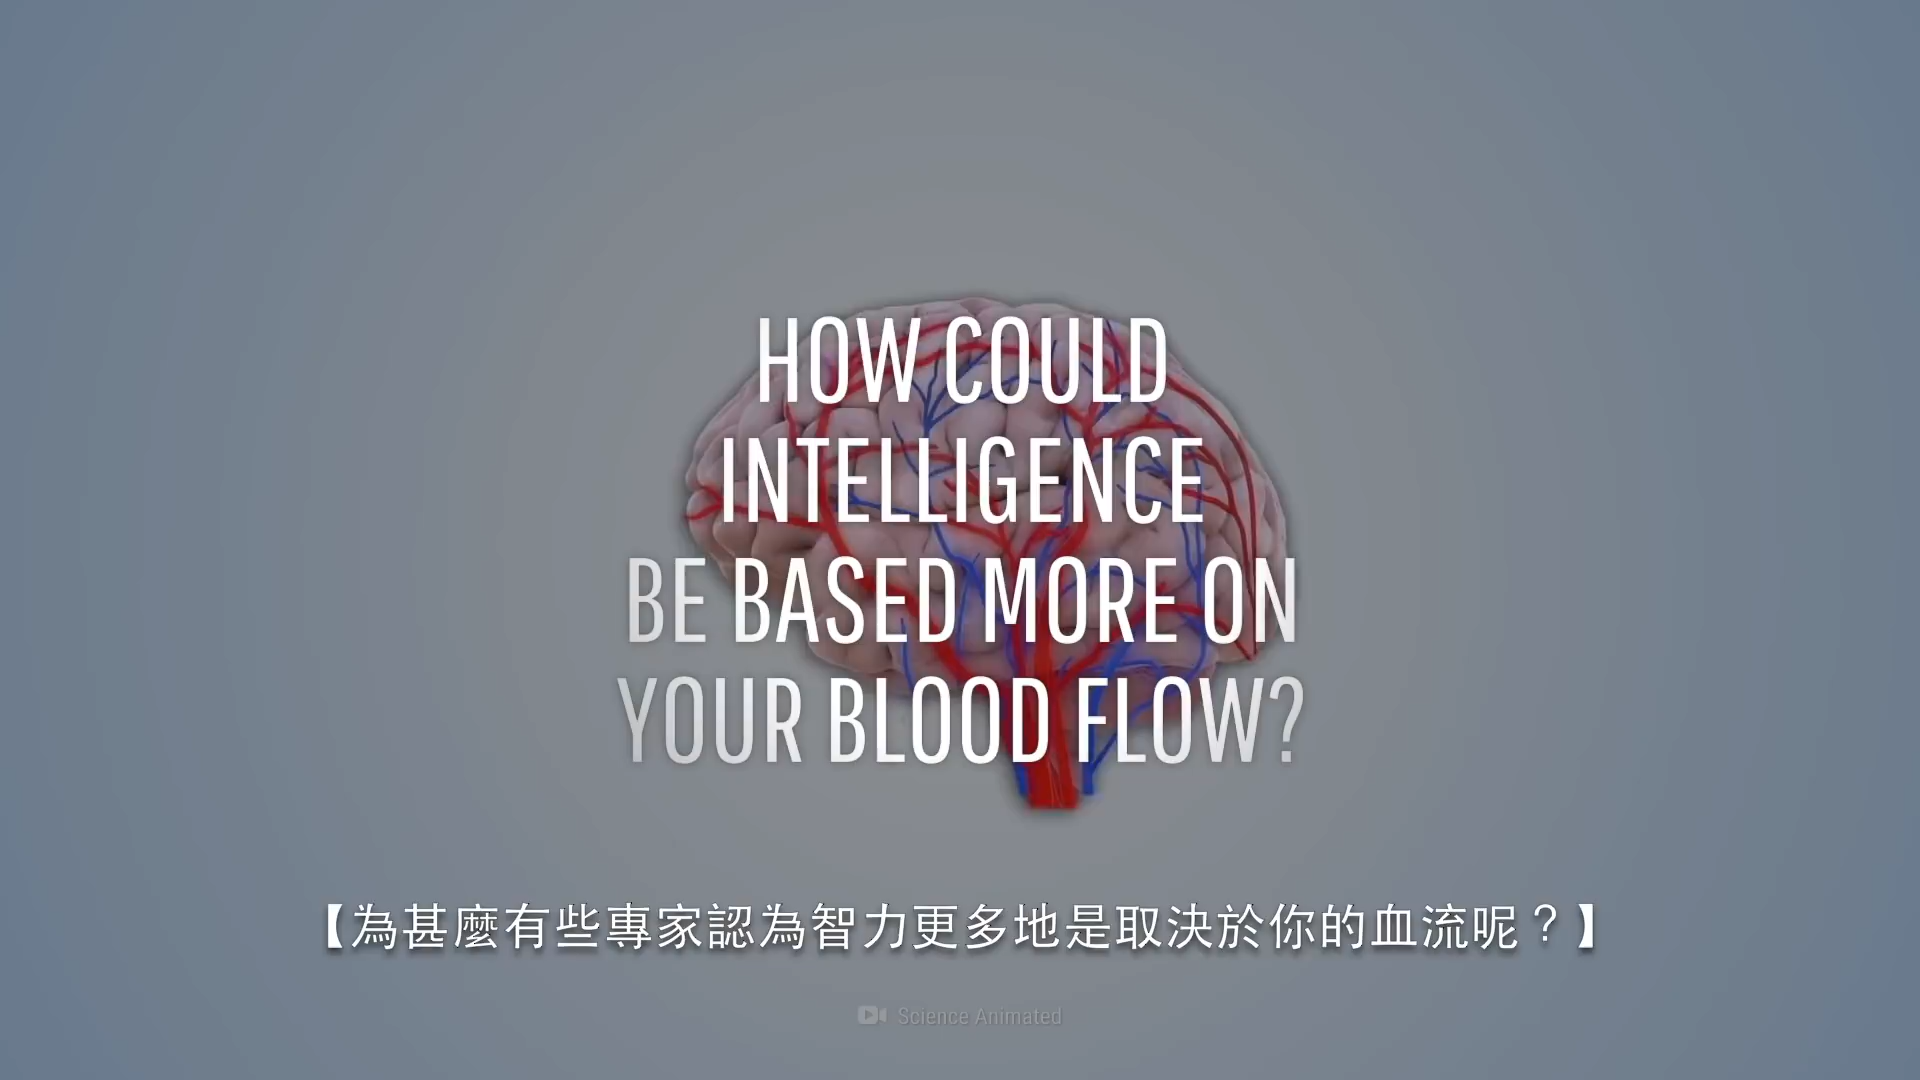 HOW COULD
INTELLIGENCE
BE BASED MORE ON
YOUR BLOOD FLOW?
【為甚麼有些專家認為智力更多地是取決於你的血流呢？】
Science Animated